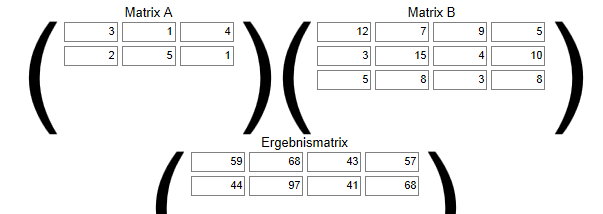 Matrix A Matrix B
3 1 4 12 7 9 5
2 5 1 3 15 4 10
5 8 3 8
Ergebnismatrix
59 68 43 57
44 97 41 68